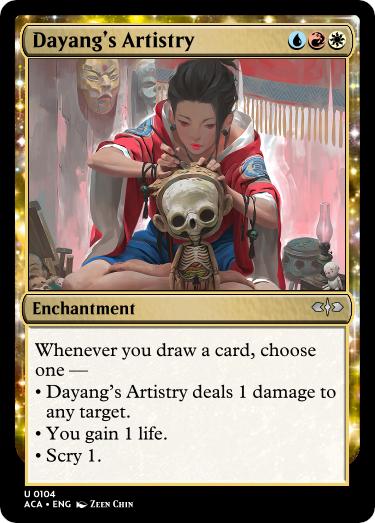 Dayang's Artistry
Enchantment
Whenever you draw a card, choose
one —
• Dayang's Artistry deals 1 damage to
any target.
• You gain 1 life.
• Scry 1.
U 0104
ACA • ENG Zeen Chin